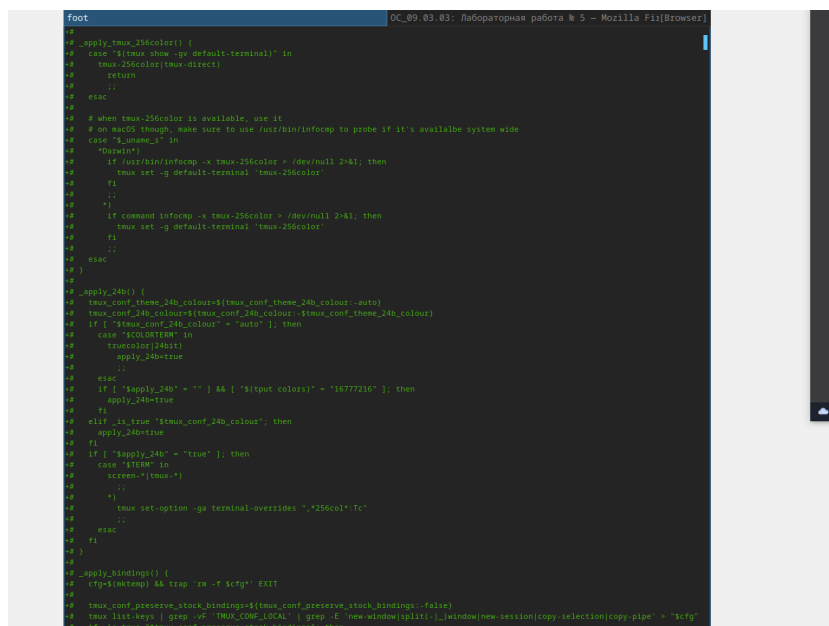 foot
ОС_09.03.03: Лабораторная работа № 5 — Mozilla Fi[Browser]
+#
+# _apply_tmux_256color() {
+#   case "$(tmux show -gv default-terminal)" in
+#     tmux-256color|tmux-direct)
+#       return
+#       ;;
+#   esac
+#
+#   # when tmux-256color is available, use it
+#   # on macOS though, make sure to use /usr/bin/infocmp to probe if it's availalbe system wide
+#   case "$_uname_s" in
+#     *Darwin*)
+#       if /usr/bin/infocmp -x tmux-256color > /dev/null 2>&1; then
+#         tmux set -g default-terminal 'tmux-256color'
+#       fi
+#       ;;
+#      *)
+#       if command infocmp -x tmux-256color > /dev/null 2>&1; then
+#         tmux set -g default-terminal 'tmux-256color'
+#       fi
+#       ;;
+#   esac
+# }
+#
+# _apply_24b() {
+#   tmux_conf_theme_24b_colour=${tmux_conf_theme_24b_colour:-auto}
+#   tmux_conf_24b_colour=${tmux_conf_24b_colour:-$tmux_conf_theme_24b_colour}
+#   if [ "$tmux_conf_24b_colour" = "auto" ]; then
+#     case "$COLORTERM" in
+#       truecolor|24bit)
+#         apply_24b=true
+#         ;;
+#     esac
+#     if [ "$apply_24b" = "" ] && [ "$(tput colors)" = "16777216" ]; then
+#       apply_24b=true
+#     fi
+#   elif _is_true "$tmux_conf_24b_colour"; then
+#     apply_24b=true
+#   fi
+#   if [ "$apply_24b" = "true" ]; then
+#     case "$TERM" in
+#       screen-*|tmux-*)
+#         ;;
+#       *)
+#         tmux set-option -ga terminal-overrides ",*256col*:Tc"
+#         ;;
+#     esac
+#   fi
+# }
+#
+# _apply_bindings() {
+#   cfg=$(mktemp) && trap 'rm -f $cfg*' EXIT
+#
+#   tmux_conf_preserve_stock_bindings=${tmux_conf_preserve_stock_bindings:-false}
+#   tmux list-keys | grep -vF 'TMUX_CONF_LOCAL' | grep -E 'new-window|split(-|_)window|new-session|copy-selection|copy-pipe' > "$cfg"